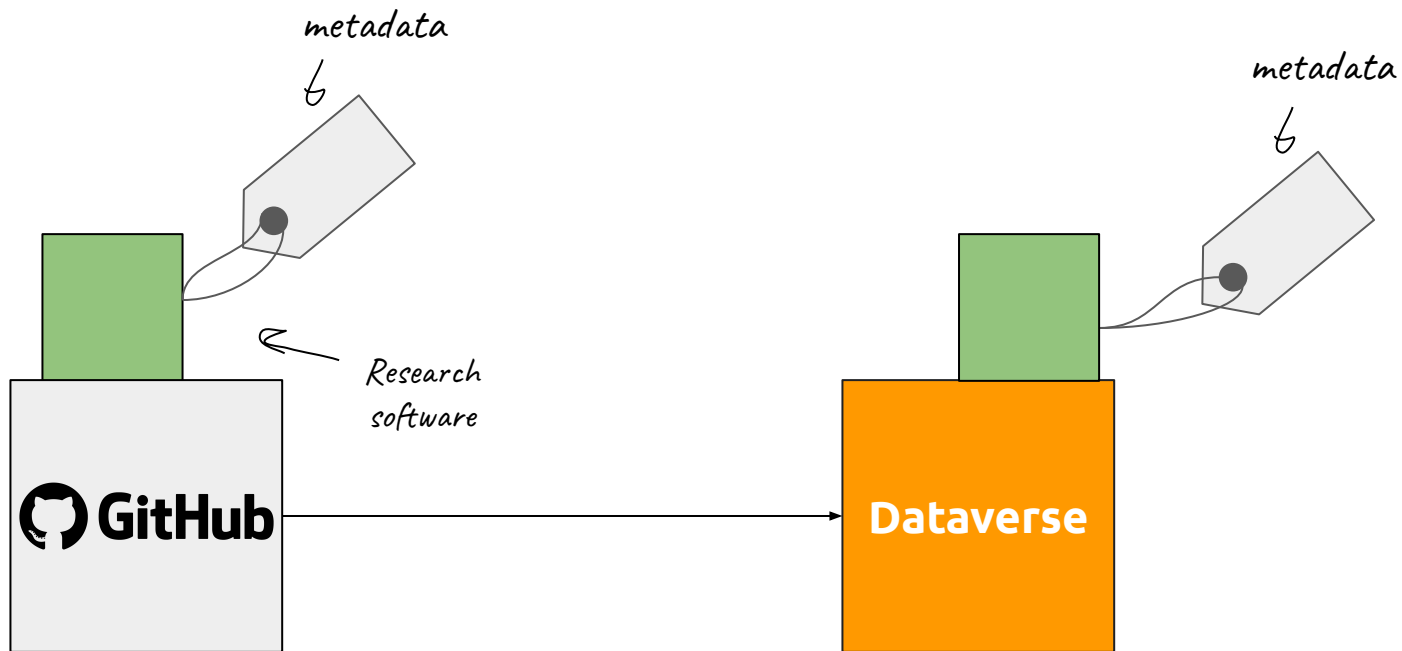 metadata
metadata
Research
software
GitHub
Dataverse